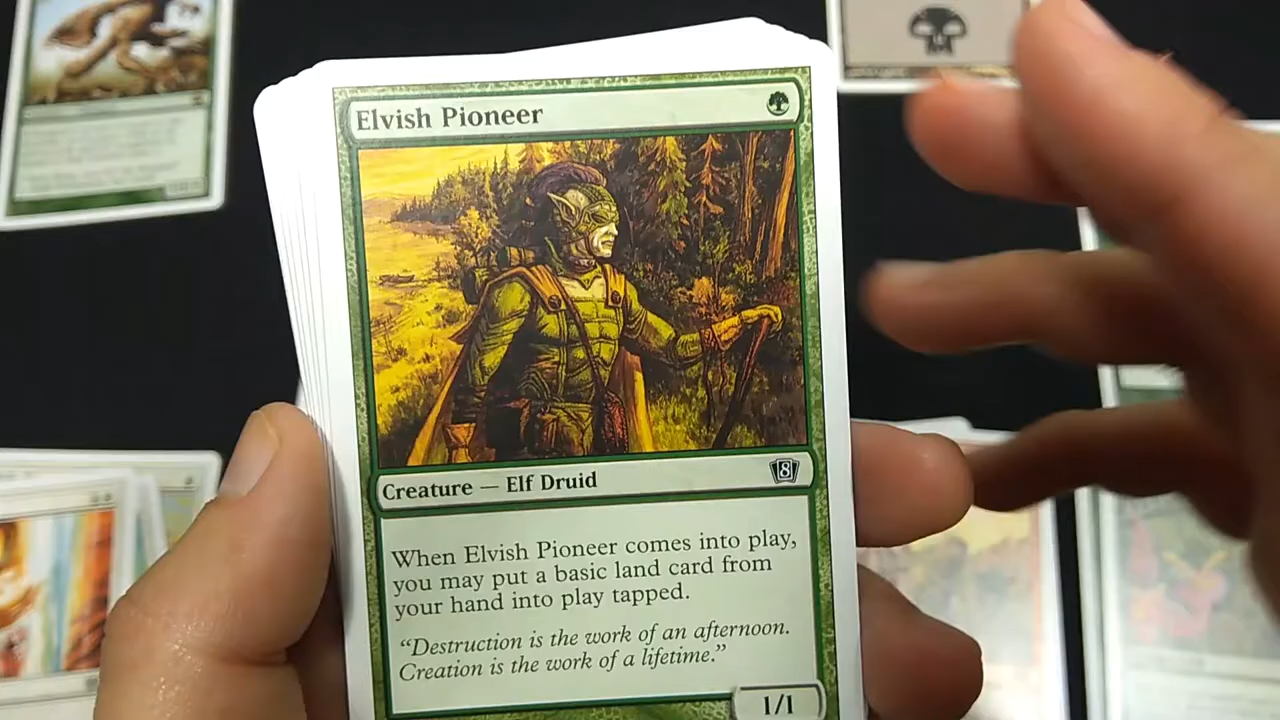 Elvish Pioneer
Creature — Elf Druid
8
When Elvish Pioneer comes into play,
you may put a basic land card from
your hand into play tapped.
“Destruction is the work of an afternoon.
Creation is the work of a lifetime.”
1/1